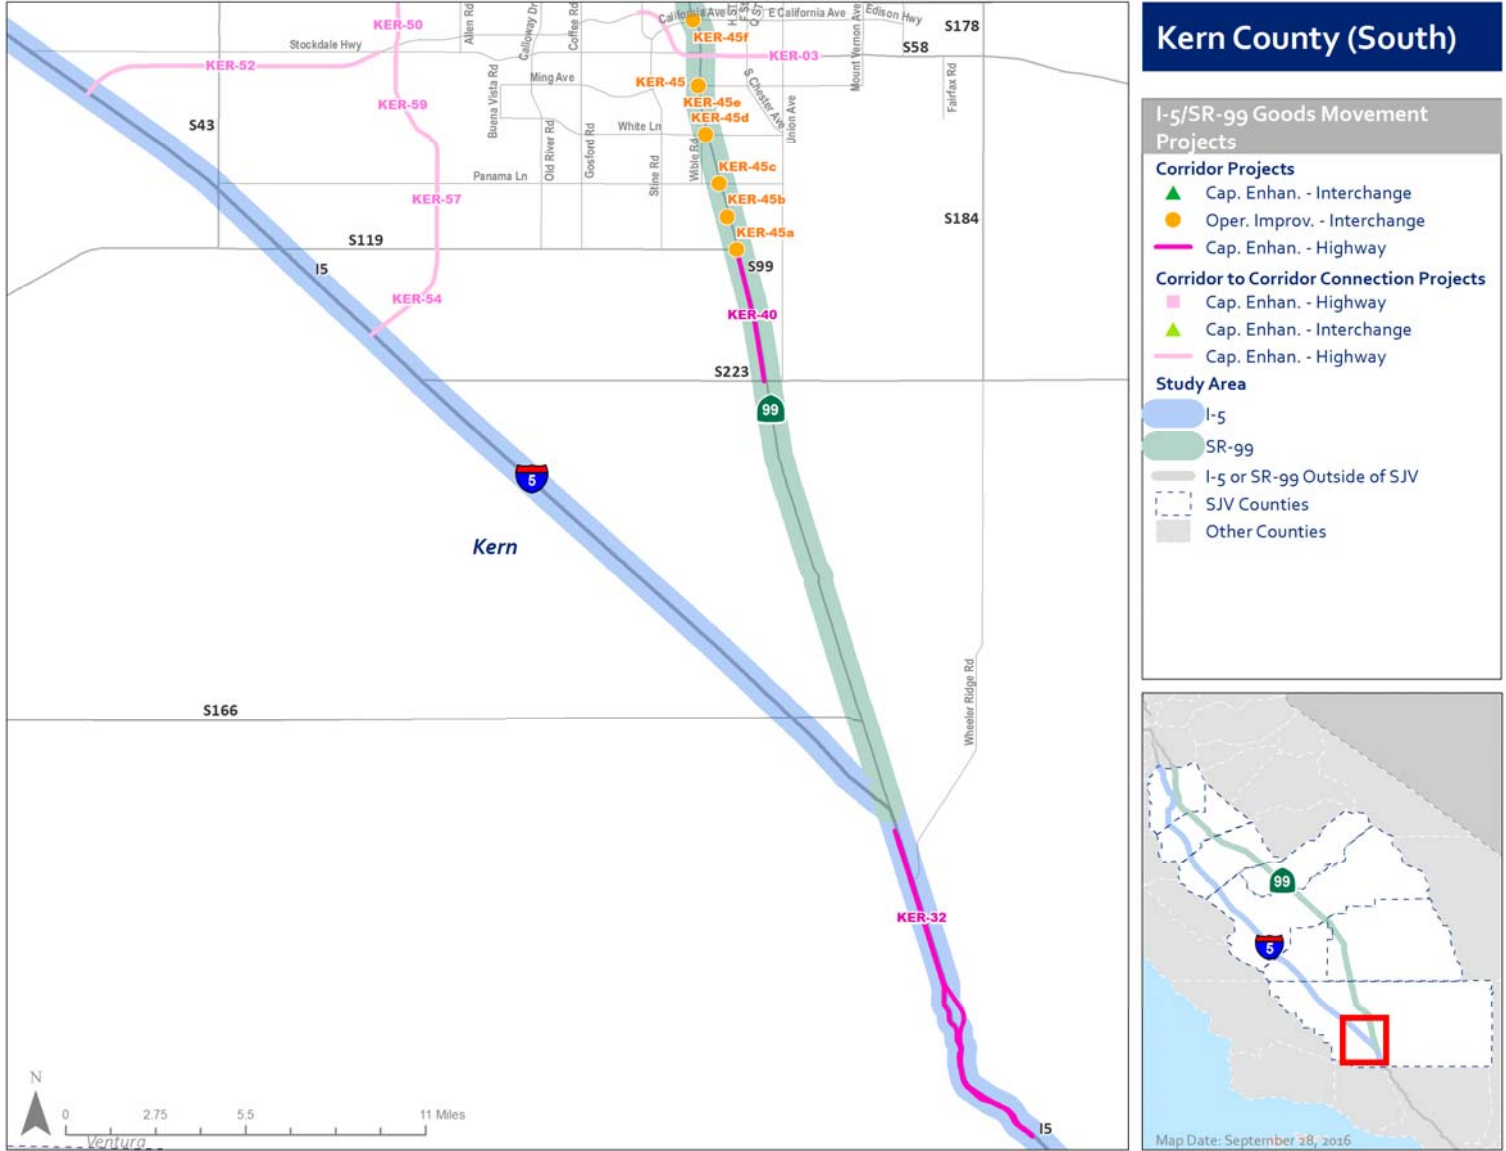 Kern County (South)
I-5/SR-99 Goods Movement
Projects
Corridor Projects
Cap. Enhan. - Interchange
Oper. Improv. - Interchange
Cap. Enhan. - Highway
Corridor to Corridor Connection Projects
Cap. Enhan. - Highway
Cap. Enhan. - Interchange
Cap. Enhan. - Highway
Study Area
I-5
SR-99
I-5 or SR-99 Outside of SJV
SJV Counties
Other Counties
KER-50
Allen Rd
Calloway Dr
Coffee Rd
California Ave
H ST
F St
Q ST
E California Ave
Mount Vernon Ave
Edison Hwy
S178
KER-45f
Stockdale Hwy
S58
KER-52
KER-03
Buena Vista Rd
Ming Ave
KER-45
S Chester Ave
Fairfax Rd
KER-59
KER-45e
Union Ave
KER-45d
S43
White Ln
Old River Rd
Gosford Rd
Stine Rd
Wible Rd
KER-45c
Panama Ln
KER-57
KER-45b
S184
S119
KER-45a
I5
S99
KER-54
KER-40
S223
99
5
Kern
Wheeler Ridge Rd
S166
KER-32
N
0
2.75
5.5
11 Miles
I5
Ventura
99
5
Map Date: September 28, 2016